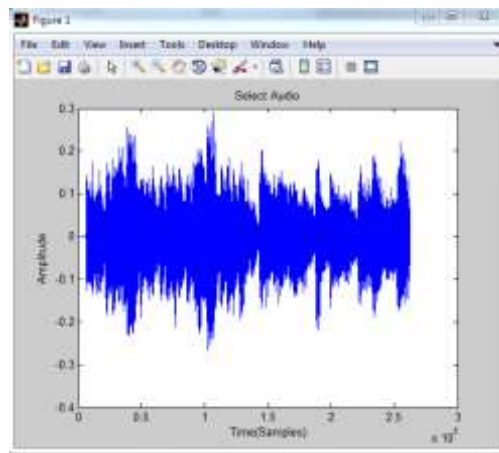 Figure 1
File Edit View Insert Tools Desktop Window Help
Select Audio
0.3
0.2
0.1
0
-0.1
-0.2
-0.3
-0.4
Amplitude
0 0.5 1 1.5 2 2.5 3
Time(Samples)
x 10